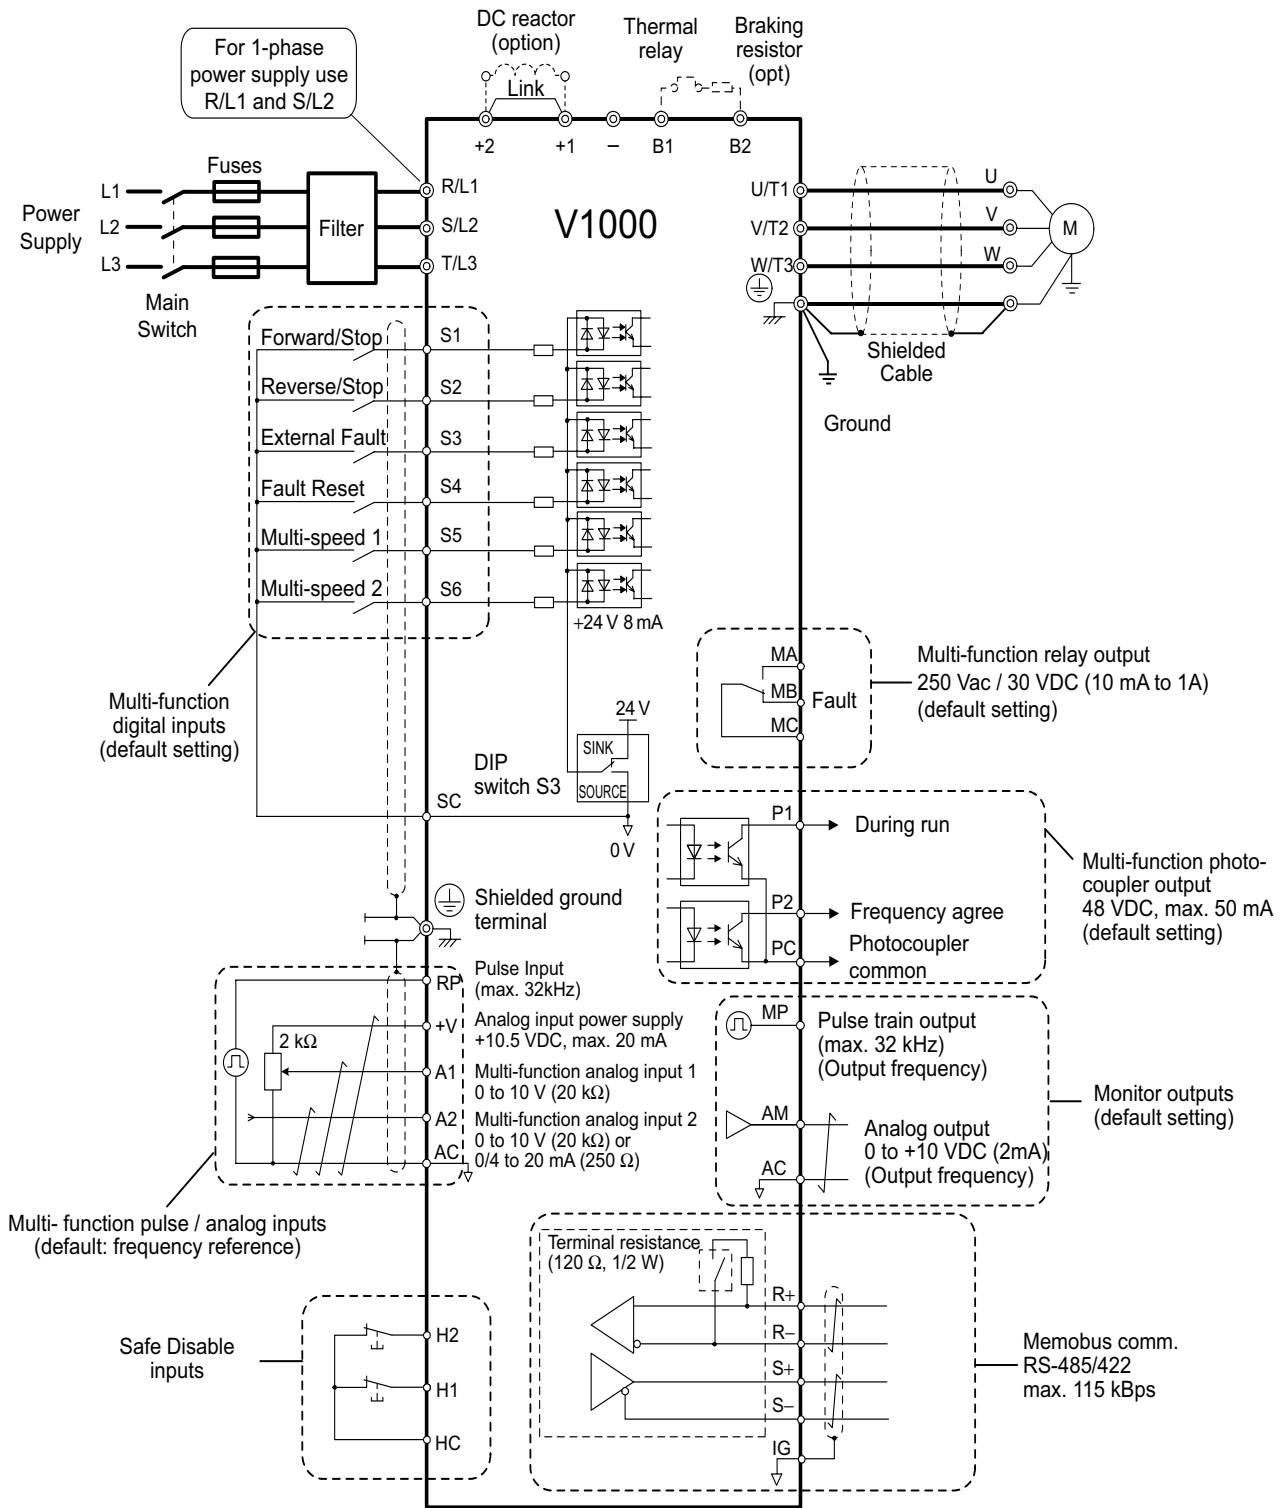 DC reactor
(option)
Thermal
relay
Braking
resistor
(opt)
For 1-phase
power supply use
R/L1 and S/L2
Link
+2
+1
–
B1
B2
Fuses
L1
R/L1
U/T1
U
Power
Supply
L2
Filter
S/L2
V1000
V/T2
V
M
L3
T/L3
W/T3
W
Main
Switch
Shielded
Cable
Ground
Forward/Stop
S1
Reverse/Stop
S2
External Fault
S3
Fault Reset
S4
Multi-speed 1
S5
Multi-speed 2
S6
+24 V 8 mA
Multi-function
digital inputs
(default setting)
24 V
DIP
switch S3
SINK
SOURCE
SC
0 V
MA
MB
MC
Fault
Multi-function relay output
250 Vac / 30 VDC (10 mA to 1A)
(default setting)
P1
During run
P2
Frequency agree
PC
Photocoupler
common
Multi-function photo-
coupler output
48 VDC, max. 50 mA
(default setting)
Shielded ground
terminal
RP
Pulse Input
(max. 32kHz)
+V
Analog input power supply
+10.5 VDC, max. 20 mA
2 kΩ
A1
Multi-function analog input 1
0 to 10 V (20 kΩ)
A2
Multi-function analog input 2
0 to 10 V (20 kΩ) or
0/4 to 20 mA (250 Ω)
AC
Multi- function pulse / analog inputs
(default: frequency reference)
MP
Pulse train output
(max. 32 kHz)
(Output frequency)
AM
Analog output
0 to +10 VDC (2mA)
(Output frequency)
AC
Monitor outputs
(default setting)
Terminal resistance
(120 Ω, 1/2 W)
R+
R–
S+
S–
IG
Memobus comm.
RS-485/422
max. 115 kBps
Safe Disable
inputs
H2
H1
HC